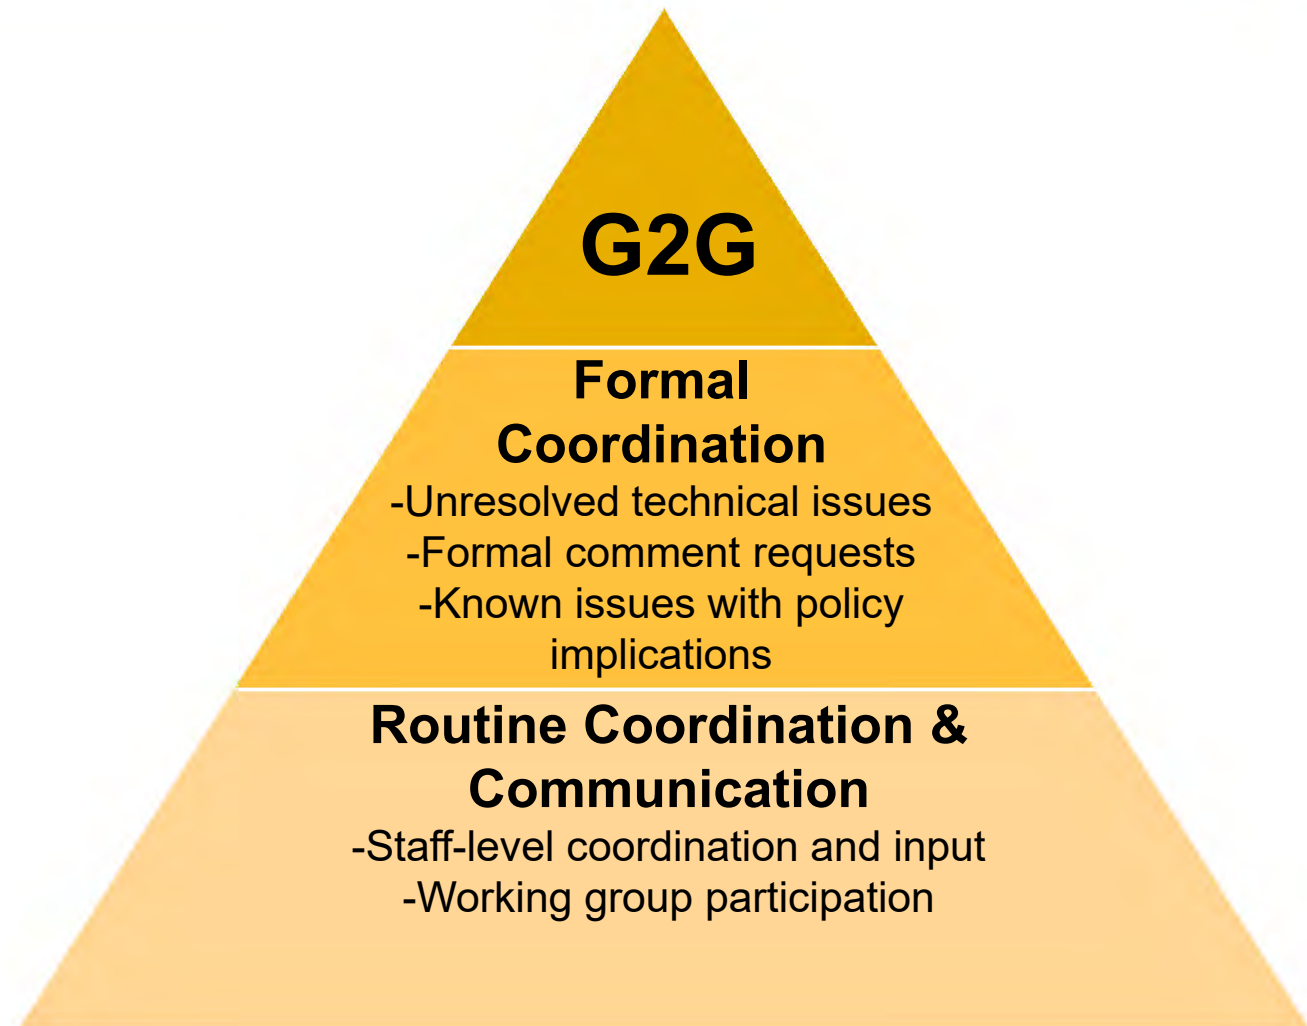 G2G
Formal
Coordination
-Unresolved technical issues
-Formal comment requests
-Known issues with policy
implications
Routine Coordination &
Communication
-Staff-level coordination and input
-Working group participation